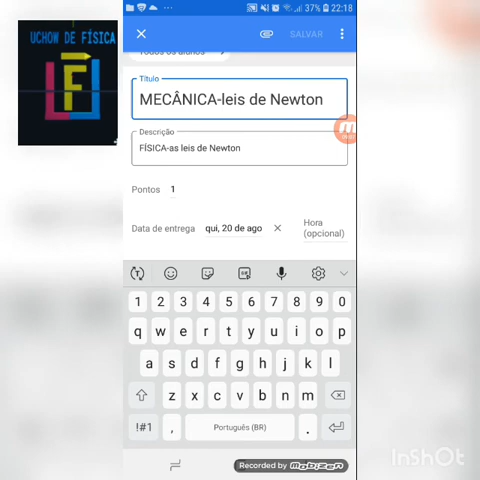 UCHOW DE FÍSICA
F
37% 22:18
SALVAR
Todos os alunos
Título
MECÂNICA-leis de Newton
Descrição
FÍSICA-as leis de Newton
Pontos 1
Data de entrega qui, 20 de ago Hora
(opcional)
1 2 3 4 5 6 7 8 9 0
q w e r t y u i o p
a s d f g h j k l
z x c v b n m
!#1 , Português (BR) .
Recorded by mobizen
InShOt